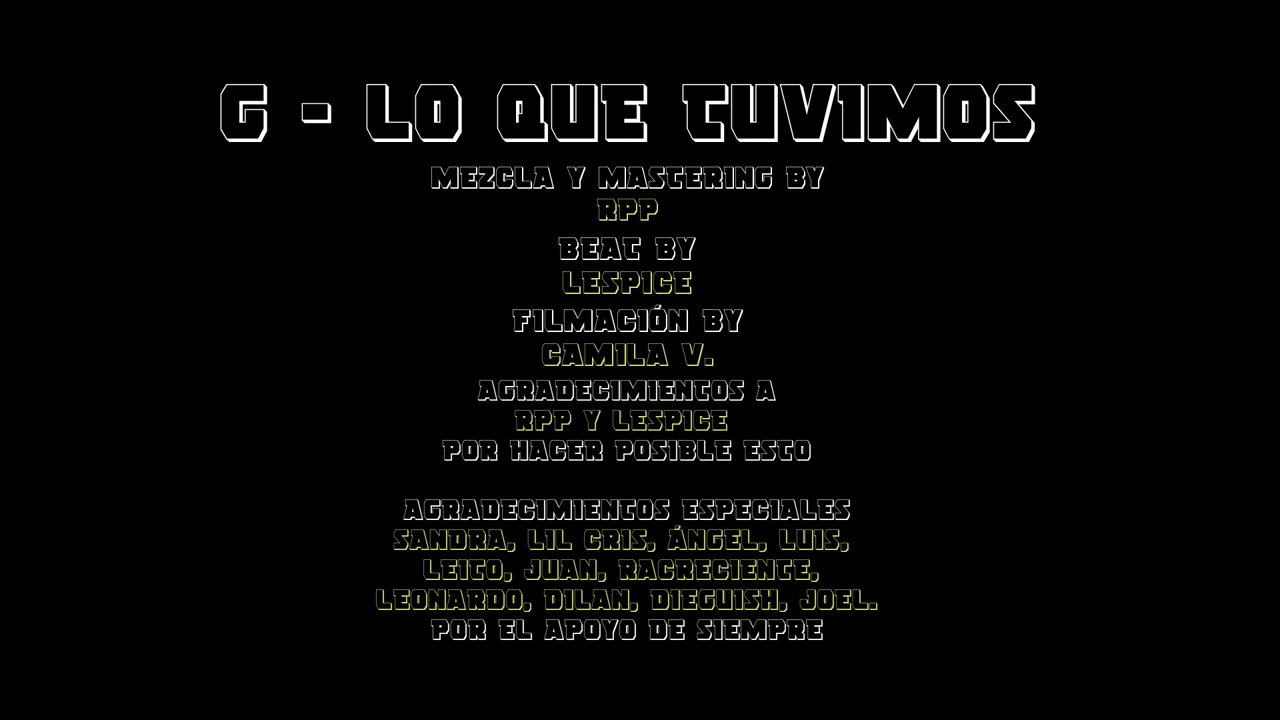 G - LO QUE TUVIMOS
MEZCLA Y MASTERING BY
RPP
BEAT BY
LESPICE
FILMACIÓN BY
CAMILA V.
AGRADECIMIENTOS A
RPP Y LESPICE
POR HACER POSIBLE ESTO
AGRADECIMIENTOS ESPECIALES
SANDRA, LIL CRIS, ÁNGEL, LUIS,
LEITO, JUAN, RACRECIENTE,
LEONARDO, DILAN, DIEGUISH, JOEL.
POR EL APOYO DE SIEMPRE